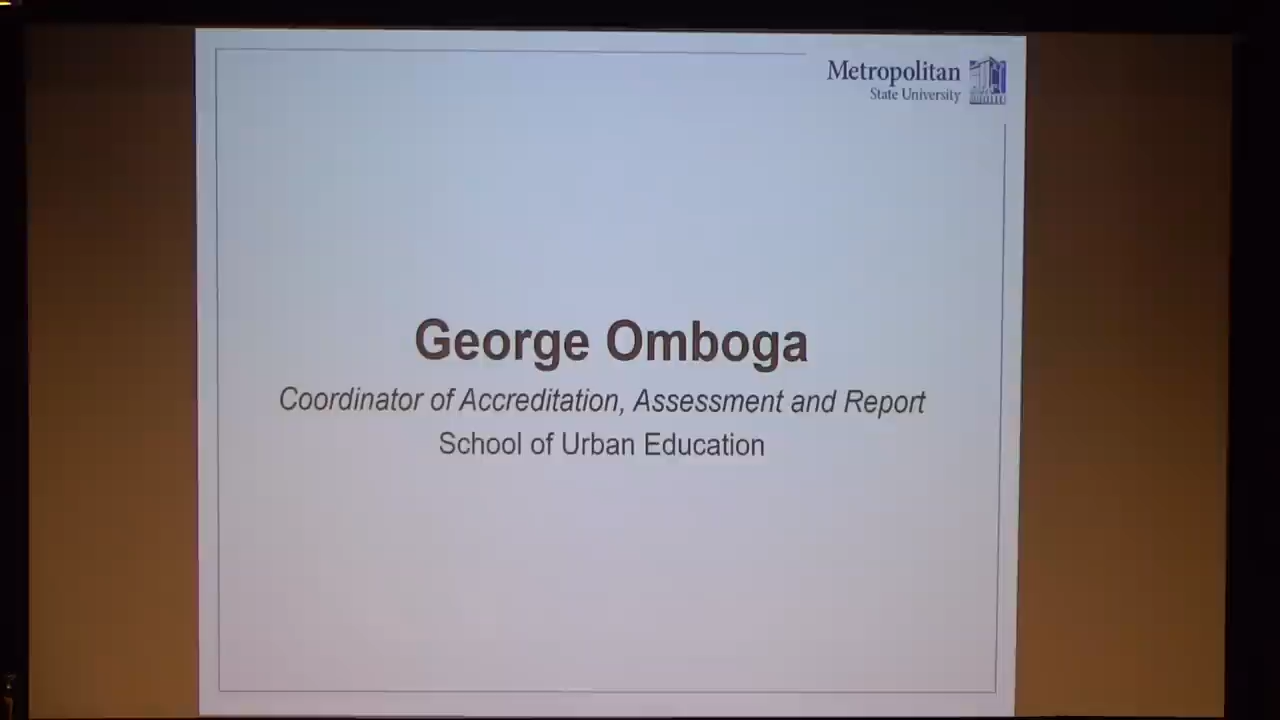 Metropolitan
State University
George Omboga
Coordinator of Accreditation, Assessment and Report
School of Urban Education